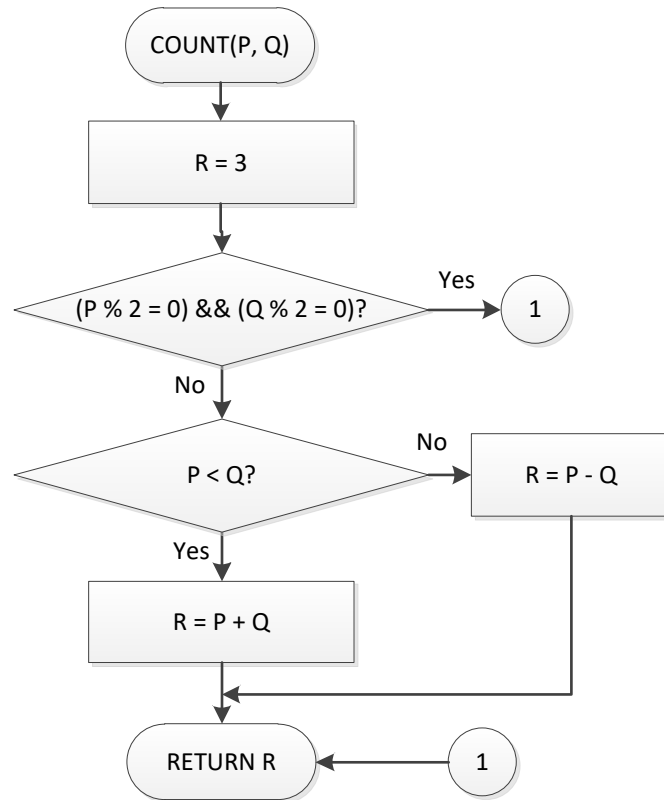 COUNT(P, Q)
R = 3
(P % 2 = 0) && (Q % 2 = 0)?
Yes
1
No
P < Q?
No
R = P - Q
Yes
R = P + Q
RETURN R
1